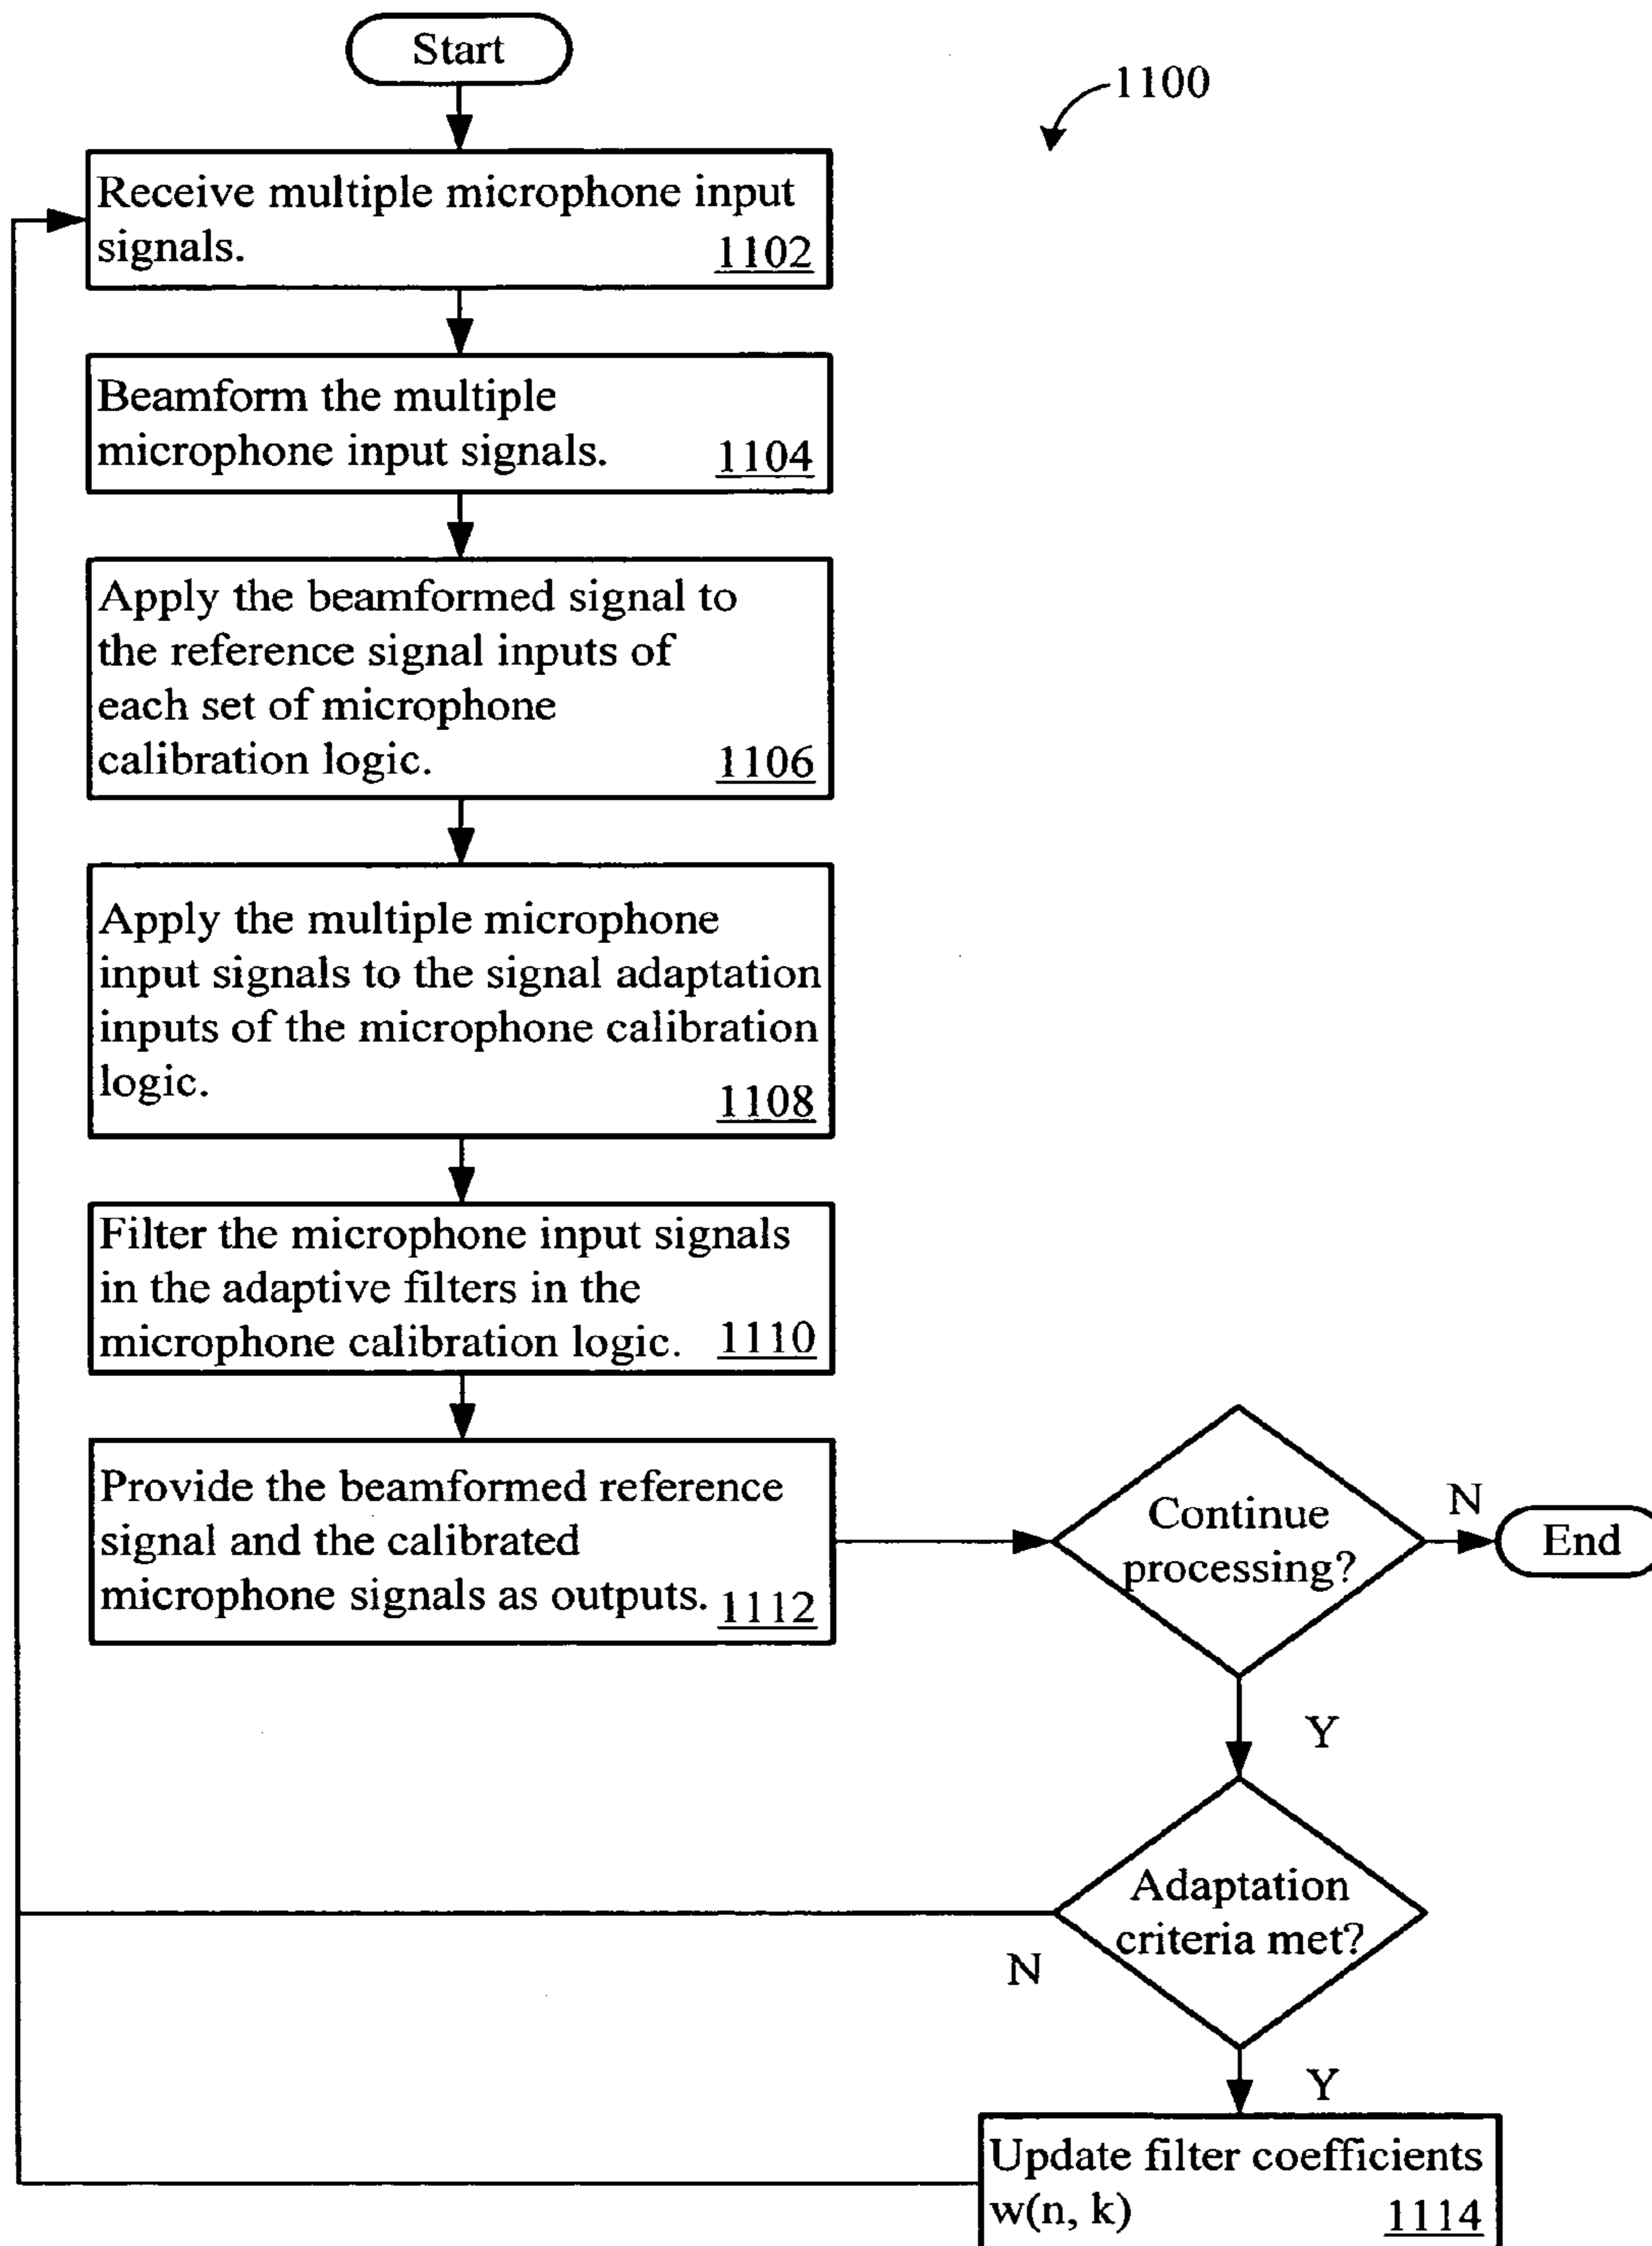 Start
1100
Receive multiple microphone input
signals.
1102
Beamform the multiple
microphone input signals.
1104
Apply the beamformed signal to
the reference signal inputs of
each set of microphone
calibration logic.
1106
Apply the multiple microphone
input signals to the signal adaptation
inputs of the microphone calibration
logic.
1108
Filter the microphone input signals
in the adaptive filters in the
microphone calibration logic.
1110
Provide the beamformed reference
signal and the calibrated
microphone signals as outputs.
1112
Continue
processing?
N
End
Y
Adaptation
criteria met?
N
Y
Update filter coefficients
w(n, k)
1114